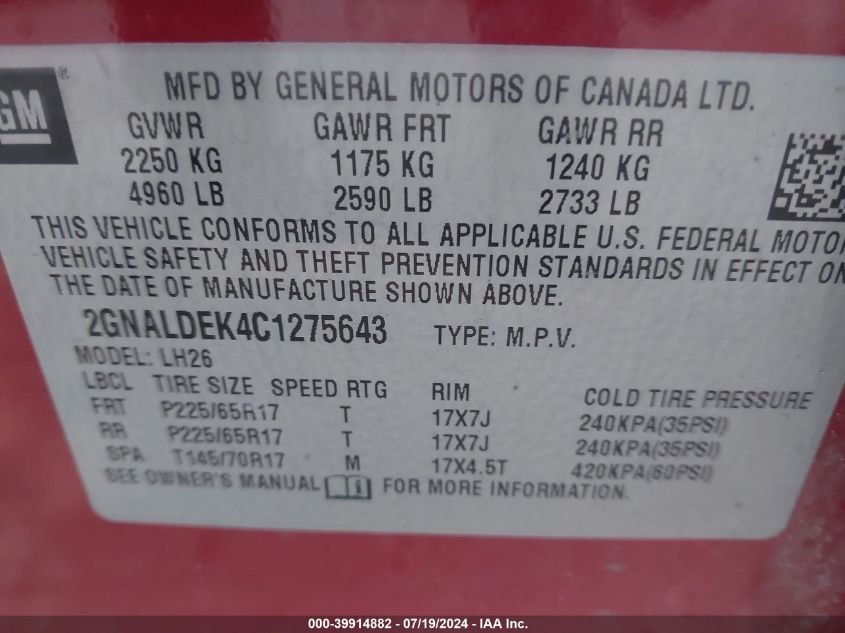 GM®
MFD BY GENERAL MOTORS OF CANADA LTD.
GVWR GAWR FRT GAWR RR
2250 KG 1175 KG 1240 KG
4960 LB 2590 LB 2733 LB
THIS VEHICLE CONFORMS TO ALL APPLICABLE U.S. FEDERAL MOTOR
VEHICLE SAFETY AND THEFT PREVENTION STANDARDS IN EFFECT ON
THE DATE OF MANUFACTURE SHOWN ABOVE.
2GNALDEK4C1275643 TYPE: M.P.V.
MODEL: LH26
LBCL TIRE SIZE SPEED RTG RIM COLD TIRE PRESSURE
FRT P225/65R17 T 17X7J 240KPA(35PSI)
RR P225/65R17 T 17X7J 240KPA(35PSI)
SPA T145/70R17 M 17X4.5T 420KPA(60PSI)
SEE OWNER'S MANUAL FOR MORE INFORMATION.
000-39914882 / 07/19/2024 - IAA Inc.